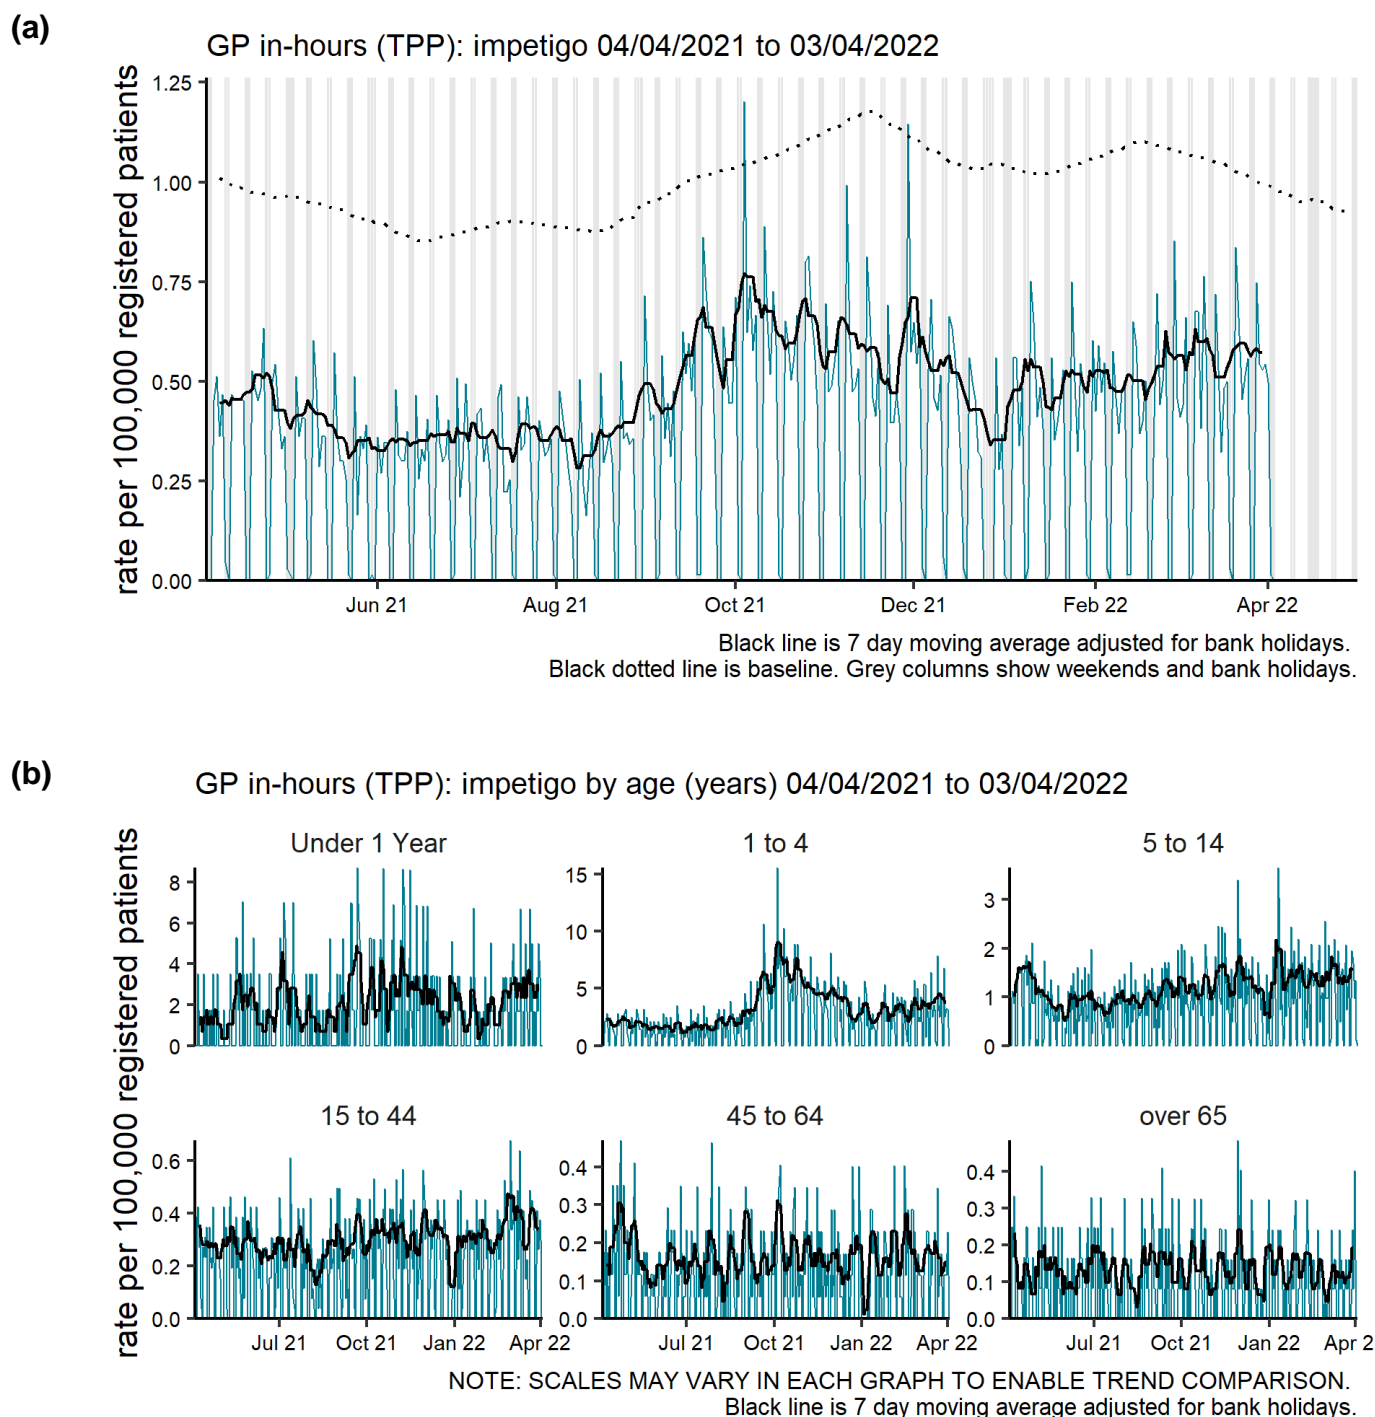 (a)
GP in-hours (TPP): impetigo 04/04/2021 to 03/04/2022
rate per 100,000 registered patients
1.25
1.00
0.75
0.50
0.25
0.00
Jun 21 Aug 21 Oct 21 Dec 21 Feb 22 Apr 22
Black line is 7 day moving average adjusted for bank holidays.
Black dotted line is baseline. Grey columns show weekends and bank holidays.
(b)
GP in-hours (TPP): impetigo by age (years) 04/04/2021 to 03/04/2022
rate per 100,000 registered patients
Under 1 Year
8
6
4
2
0
1 to 4
15
10
5
0
5 to 14
3
2
1
0
15 to 44
0.6
0.4
0.2
0.0
Jul 21 Oct 21 Jan 22 Apr 22
45 to 64
0.4
0.3
0.2
0.1
0.0
Jul 21 Oct 21 Jan 22 Apr 22
over 65
0.4
0.3
0.2
0.1
0.0
Jul 21 Oct 21 Jan 22 Apr 2
NOTE: SCALES MAY VARY IN EACH GRAPH TO ENABLE TREND COMPARISON.
Black line is 7 day moving average adjusted for bank holidays.